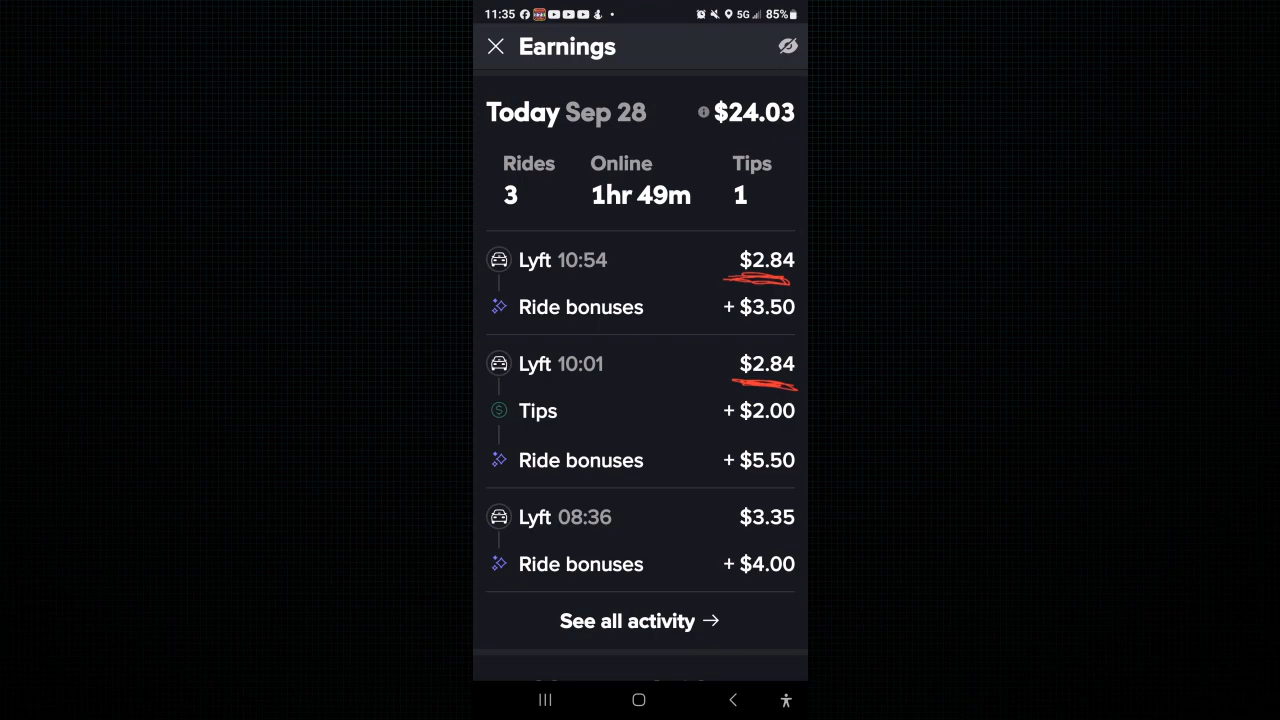 11:35 5G 85%
Earnings
Today Sep 28 $24.03
Rides Online Tips
3 1hr 49m 1
Lyft 10:54 $2.84
Ride bonuses + $3.50
Lyft 10:01 $2.84
Tips + $2.00
Ride bonuses + $5.50
Lyft 08:36 $3.35
Ride bonuses + $4.00
See all activity →